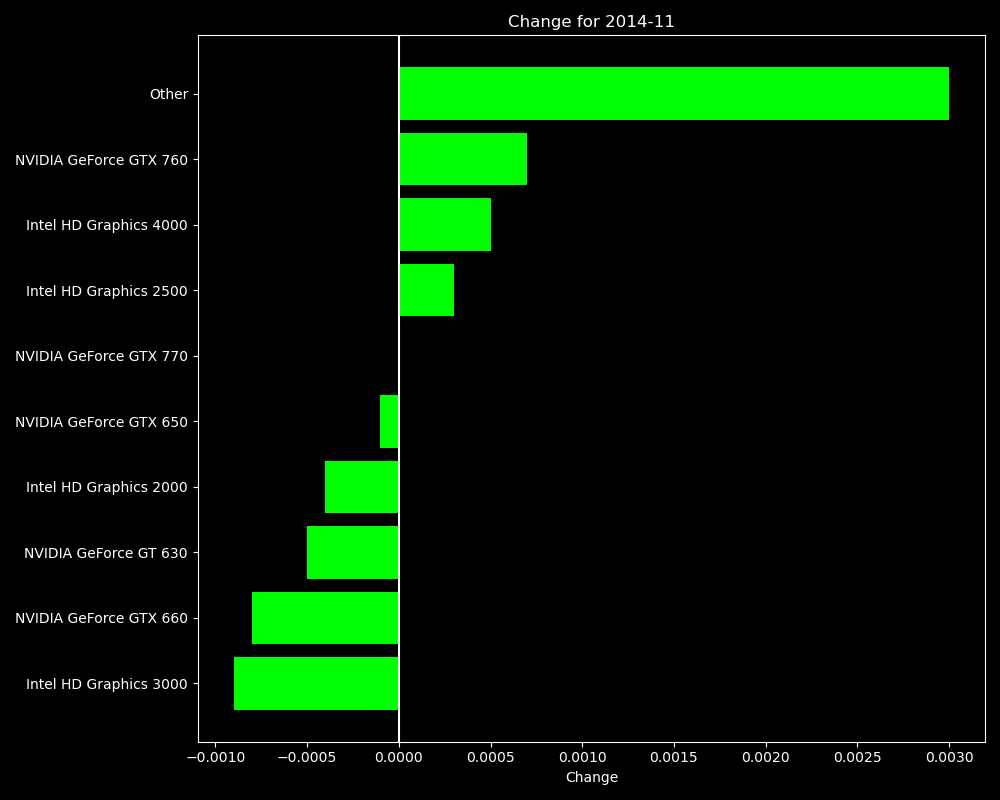 Change for 2014-11
Other
NVIDIA GeForce GTX 760
Intel HD Graphics 4000
Intel HD Graphics 2500
NVIDIA GeForce GTX 770
NVIDIA GeForce GTX 650
Intel HD Graphics 2000
NVIDIA GeForce GT 630
NVIDIA GeForce GTX 660
Intel HD Graphics 3000
−0.0010 −0.0005 0.0000 0.0005 0.0010 0.0015 0.0020 0.0025 0.0030
Change